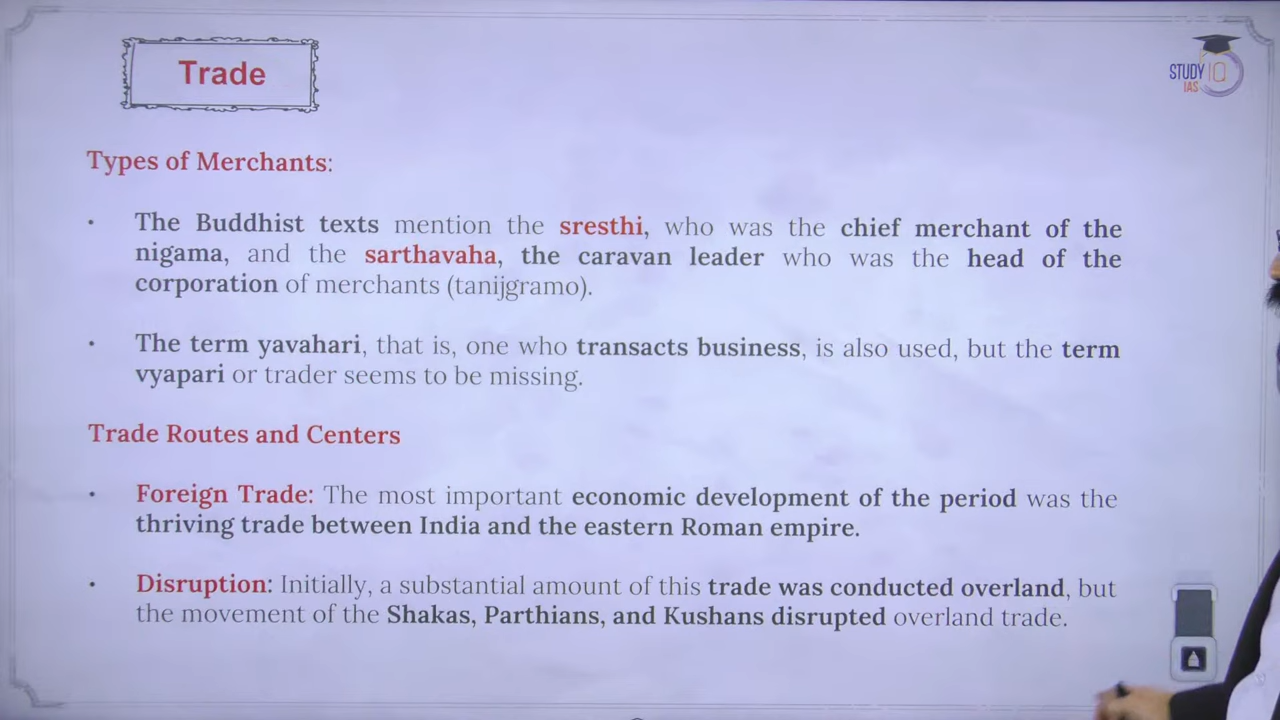 Trade
STUDY IQ
IAS
Types of Merchants:
• The Buddhist texts mention the sresthi, who was the chief merchant of the
nigama, and the sarthavaha, the caravan leader who was the head of the
corporation of merchants (tanijgramo).
• The term yavahari, that is, one who transacts business, is also used, but the term
vyapari or trader seems to be missing.
Trade Routes and Centers
• Foreign Trade: The most important economic development of the period was the
thriving trade between India and the eastern Roman empire.
• Disruption: Initially, a substantial amount of this trade was conducted overland, but
the movement of the Shakas, Parthians, and Kushans disrupted overland trade.